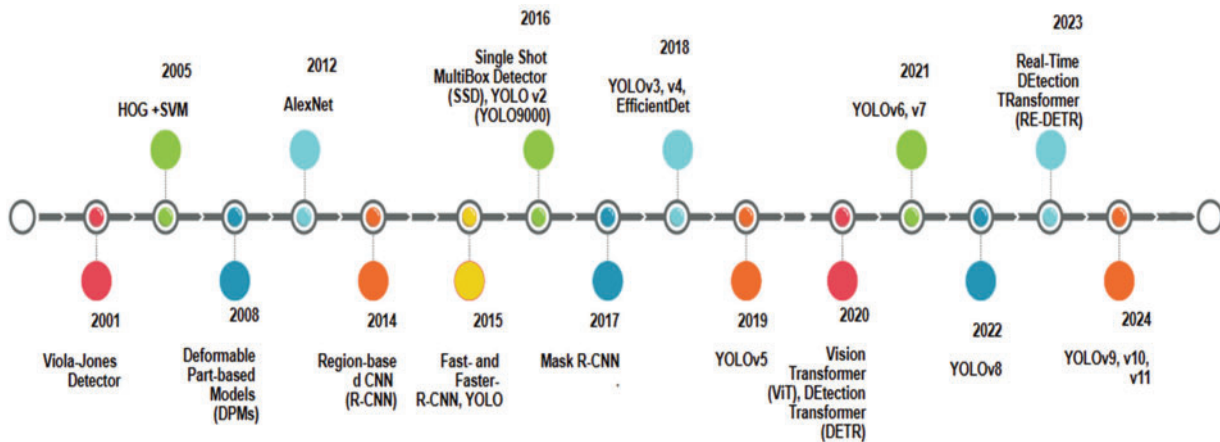 2001
Viola-Jones
Detector
2005
HOG +SVM
2008
Deformable
Part-based
Models
(DPMs)
2012
AlexNet
2014
Region-base
d CNN
(R-CNN)
2015
Fast- and
Faster-
R-CNN, YOLO
2016
Single Shot
MultiBox Detector
(SSD), YOLO v2
(YOLO9000)
2017
Mask R-CNN
.
2018
YOLOv3, v4,
EfficientDet
2019
YOLOv5
2020
Vision
Transformer
(ViT), DEtection
Transformer
(DETR)
2021
YOLOv6, v7
2022
YOLOv8
2023
Real-Time
DEtection
TRansformer
(RE-DETR)
2024
YOLOv9, v10,
v11